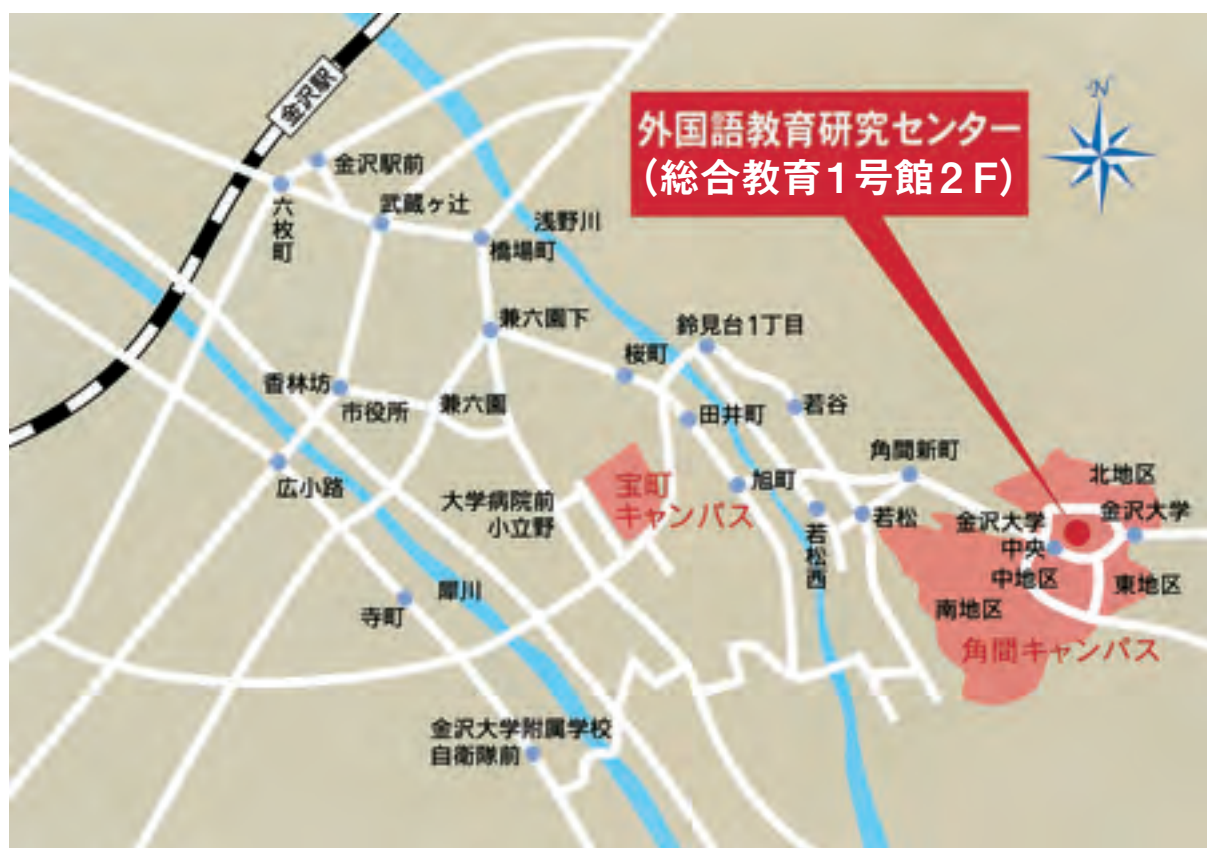 金沢駅
N
外国語教育研究センター
(総合教育1号館2F)
金沢駅前
六枚町
武蔵ヶ辻
浅野川
橋場町
兼六園下
鈴見台1丁目
桜町
香林坊
市役所
兼六園
田井町
若谷
角間新町
広小路
大学病院前
小立野
宝町
キャンパス
旭町
若松西
若松
北地区
金沢大学
中央
金沢大学
中地区
東地区
南地区
角間キャンパス
寺町
犀川
金沢大学附属学校
自衛隊前